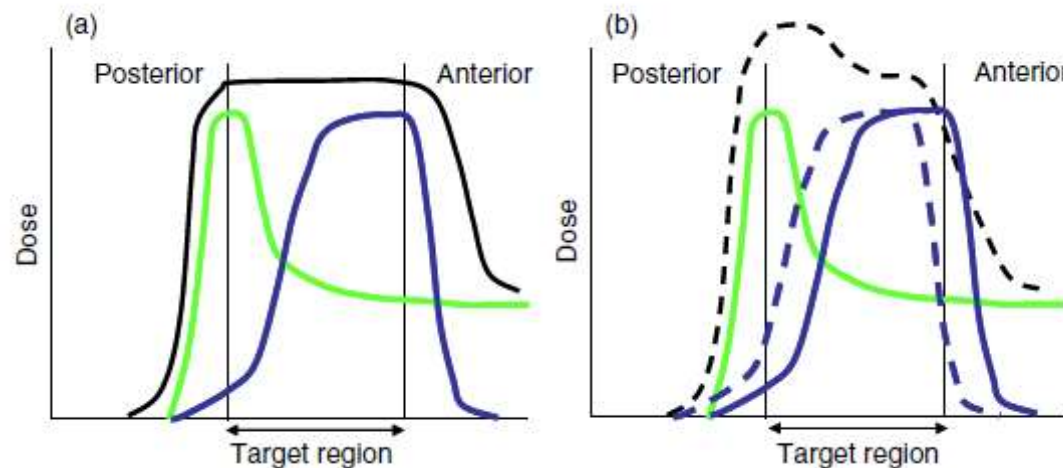 (a)
Posterior
Anterior
Dose
Target region
(b)
Posterior
Anterior
Dose
Target region